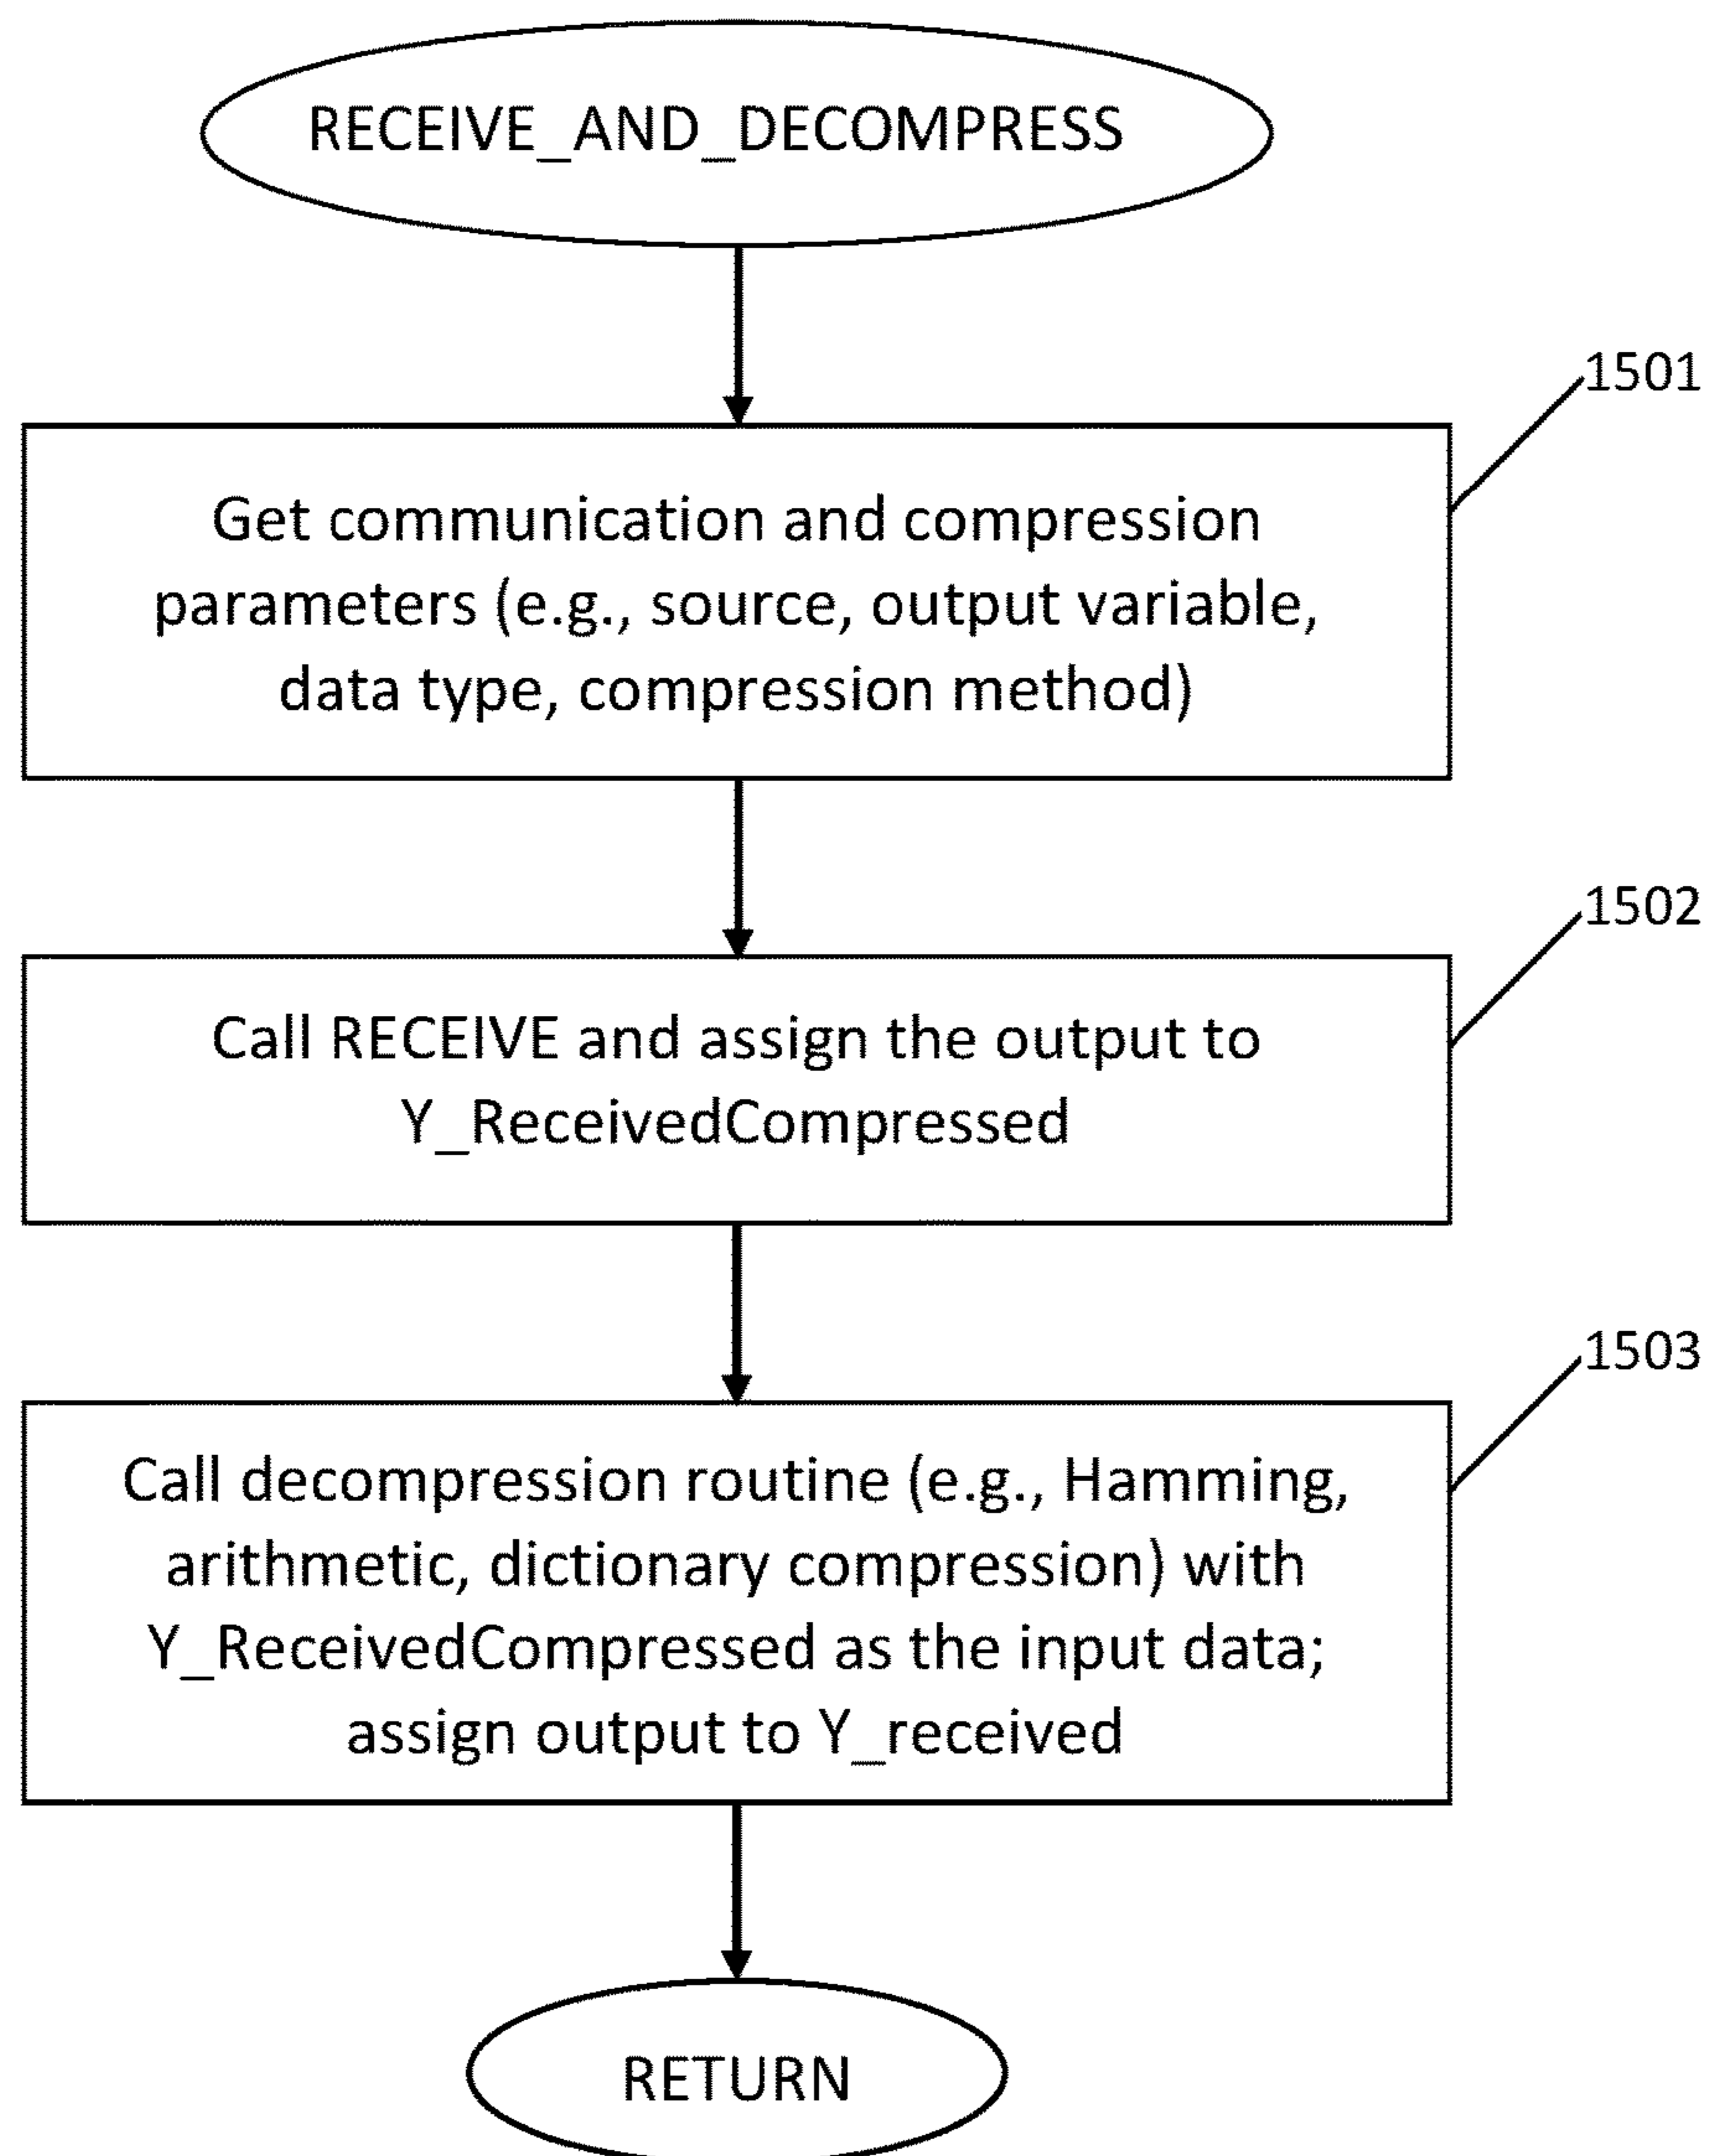 RECEIVE_AND_DECOMPRESS
1501
Get communication and compression
parameters (e.g., source, output variable,
data type, compression method)
1502
Call RECEIVE and assign the output to
Y_ReceivedCompressed
1503
Call decompression routine (e.g., Hamming,
arithmetic, dictionary compression) with
Y_ReceivedCompressed as the input data;
assign output to Y_received
RETURN